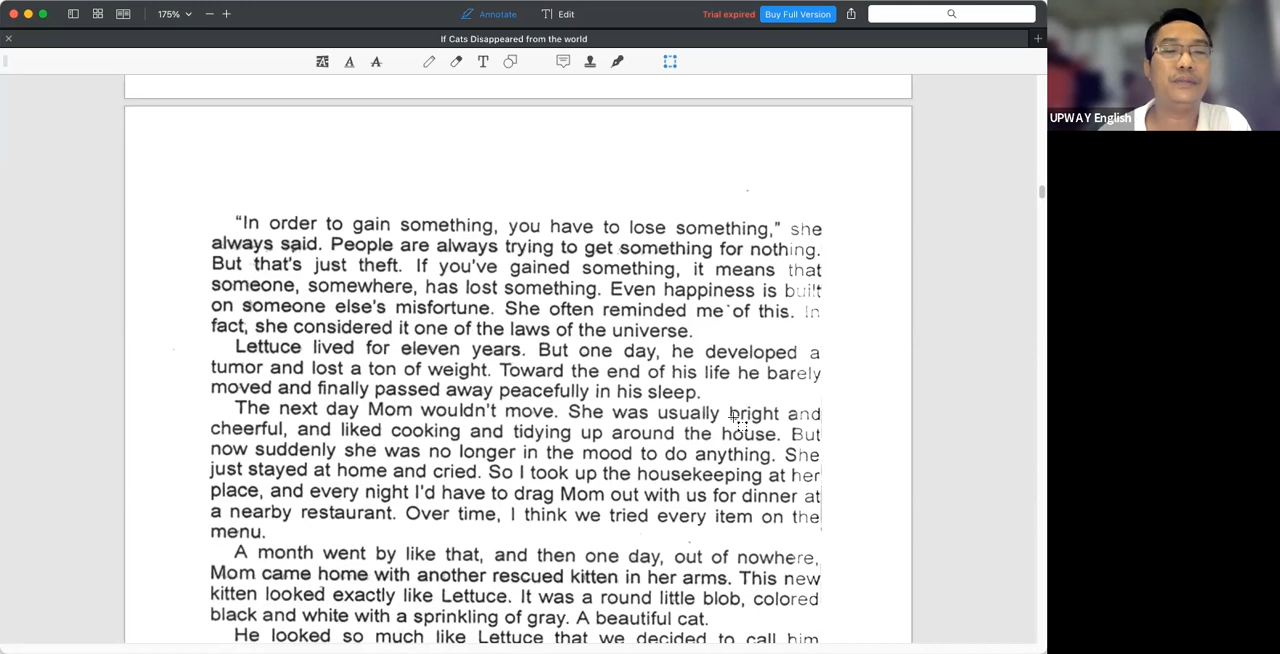 175%
Annotate
Edit
Trial expired
Buy Full Version
If Cats Disappeared from the world
UPWAY English
“In order to gain something, you have to lose something,” she
always said. People are always trying to get something for nothing.
But that's just theft. If you've gained something, it means that
someone, somewhere, has lost something. Even happiness is built
on someone else's misfortune. She often reminded me of this. In
fact, she considered it one of the laws of the universe.
Lettuce lived for eleven years. But one day, he developed a
tumor and lost a ton of weight. Toward the end of his life he barely
moved and finally passed away peacefully in his sleep.
The next day Mom wouldn't move. She was usually bright and
cheerful, and liked cooking and tidying up around the house. But
now suddenly she was no longer in the mood to do anything. She
just stayed at home and cried. So I took up the housekeeping at her
place, and every night I'd have to drag Mom out with us for dinner at
a nearby restaurant. Over time, I think we tried every item on the
menu.
A month went by like that, and then one day, out of nowhere,
Mom came home with another rescued kitten in her arms. This new
kitten looked exactly like Lettuce. It was a round little blob, colored
black and white with a sprinkling of gray. A beautiful cat.
He looked so much like Lettuce that we decided to call him